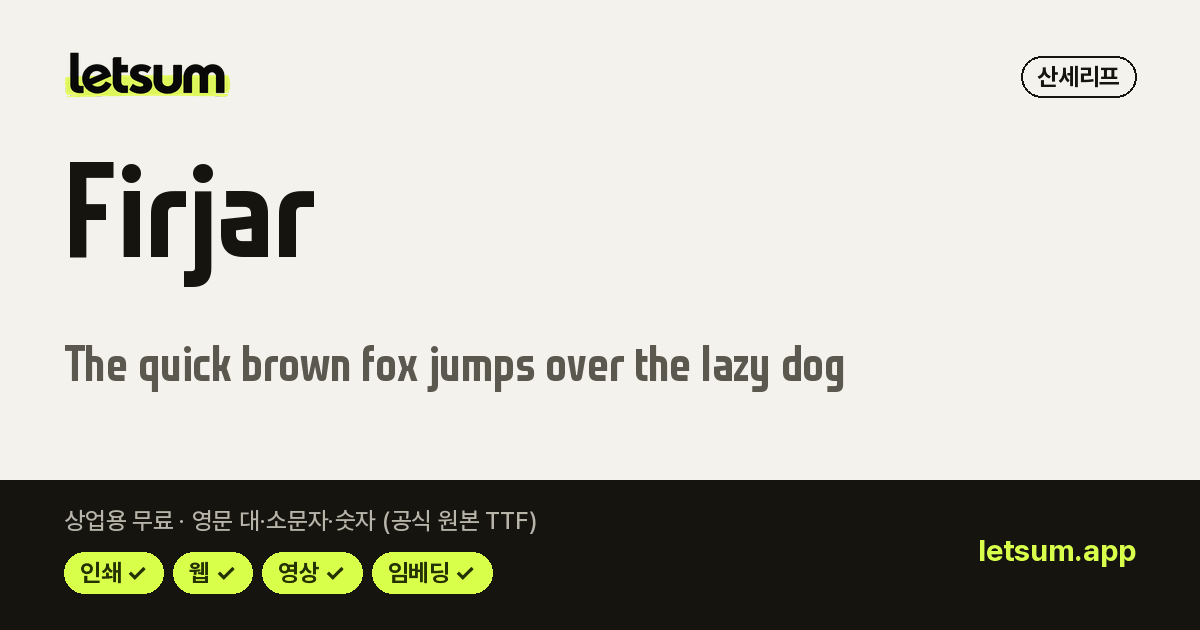 letsum
산세리프
Firjar
The quick brown fox jumps over the lazy dog
상업용 무료 · 영문 대·소문자·숫자 (공식 원본 TTF)
인쇄 ✓ 웹 ✓ 영상 ✓ 임베딩 ✓
letsum.app